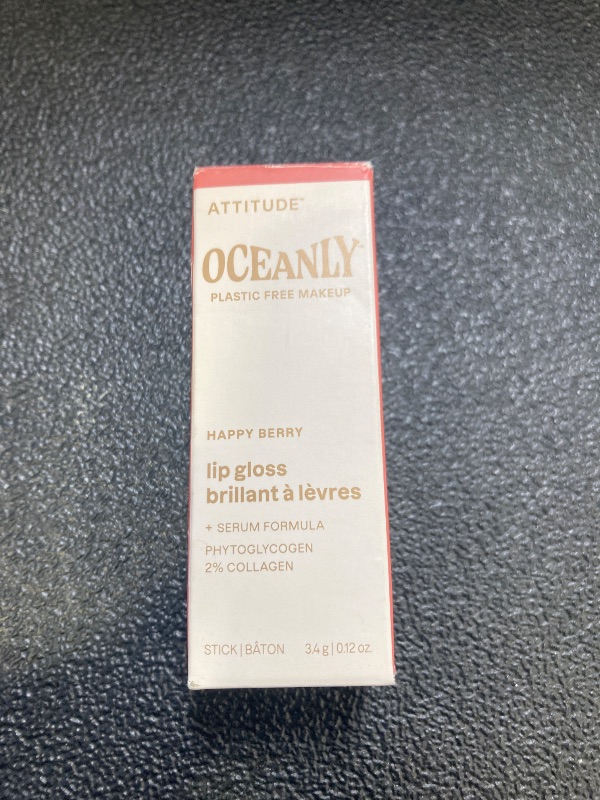 ATTITUDE™
OCEANLY™
PLASTIC FREE MAKEUP
HAPPY BERRY
lip gloss
brillant à lèvres
+ SERUM FORMULA
PHYTOGLYCOGEN
2% COLLAGEN
STICK | BÂTON 3.4 g | 0.12 oz.